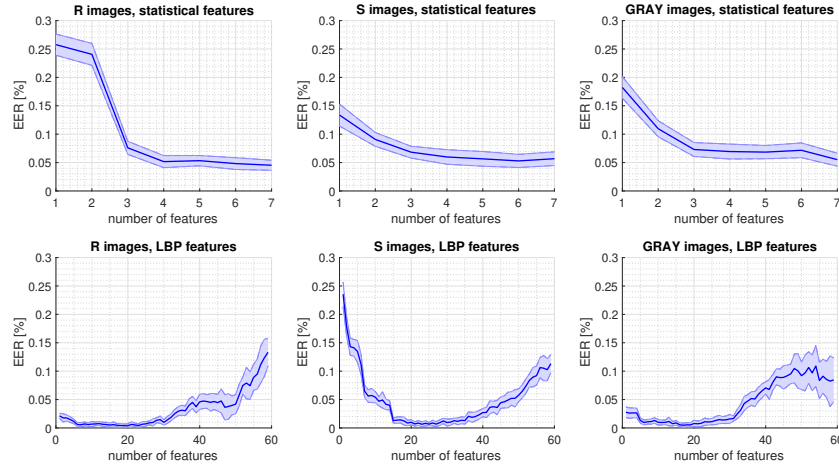 R images, statistical features
S images, statistical features
GRAY images, statistical features
0.3
0.25
0.2
0.15
0.1
0.05
0
EER [%]
1 2 3 4 5 6 7
number of features
0.3
0.25
0.2
0.15
0.1
0.05
0
EER [%]
1 2 3 4 5 6 7
number of features
0.3
0.25
0.2
0.15
0.1
0.05
0
EER [%]
1 2 3 4 5 6 7
number of features
R images, LBP features
S images, LBP features
GRAY images, LBP features
0.3
0.25
0.2
0.15
0.1
0.05
0
EER [%]
0 20 40 60
number of features
0.3
0.25
0.2
0.15
0.1
0.05
0
EER [%]
0 20 40 60
number of features
0.3
0.25
0.2
0.15
0.1
0.05
0
EER [%]
0 20 40 60
number of features